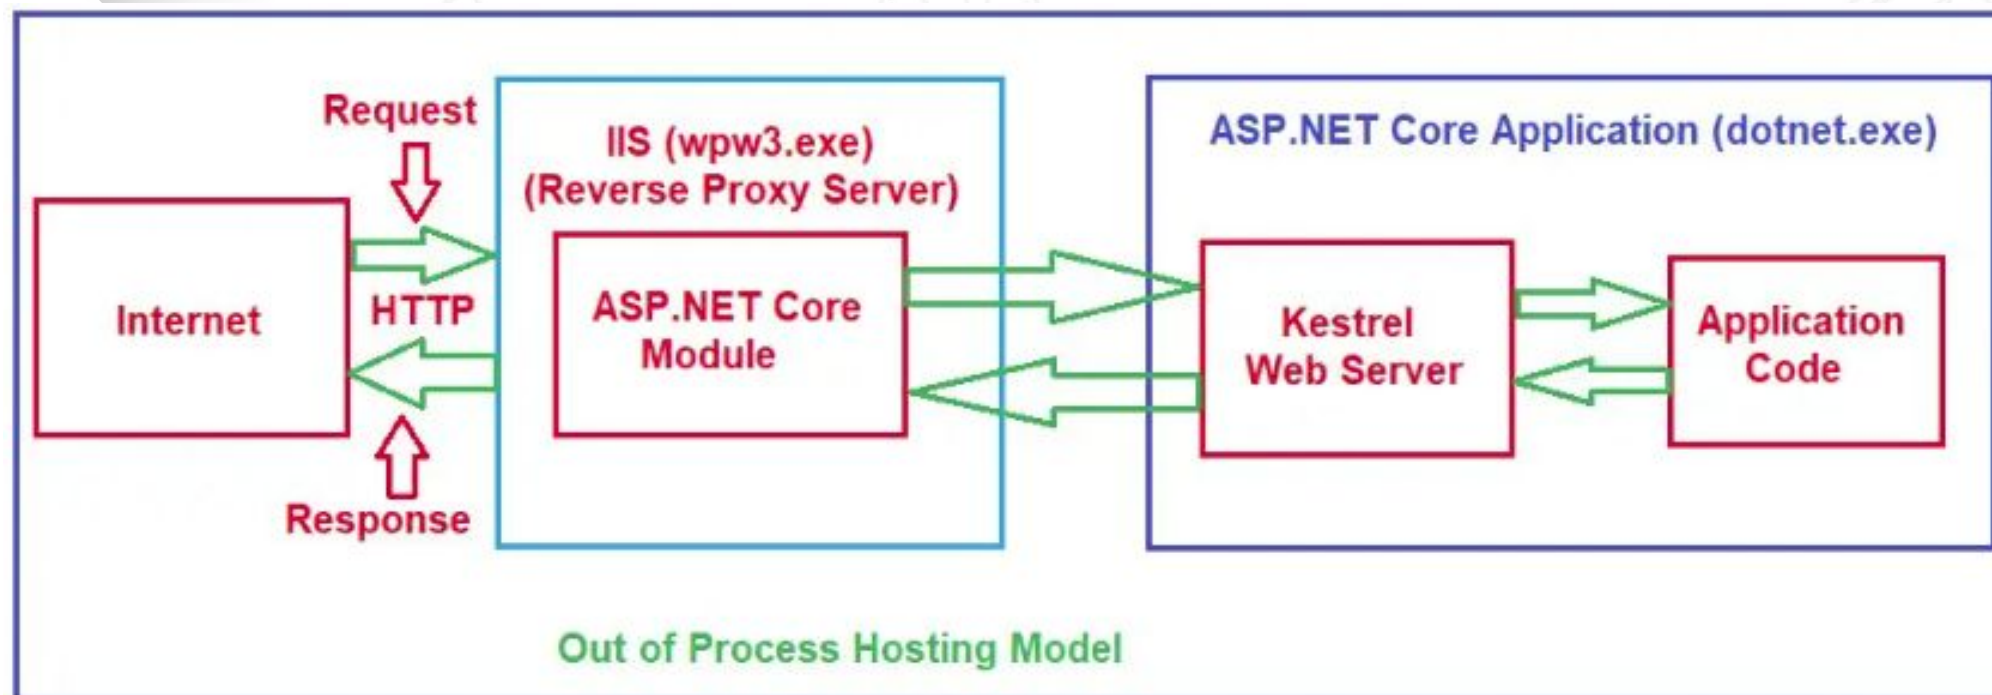 Request
IIS (wpw3.exe)
(Reverse Proxy Server)
ASP.NET Core Application (dotnet.exe)
Internet
HTTP
ASP.NET Core
Module
Kestrel
Web Server
Application
Code
Response
Out of Process Hosting Model